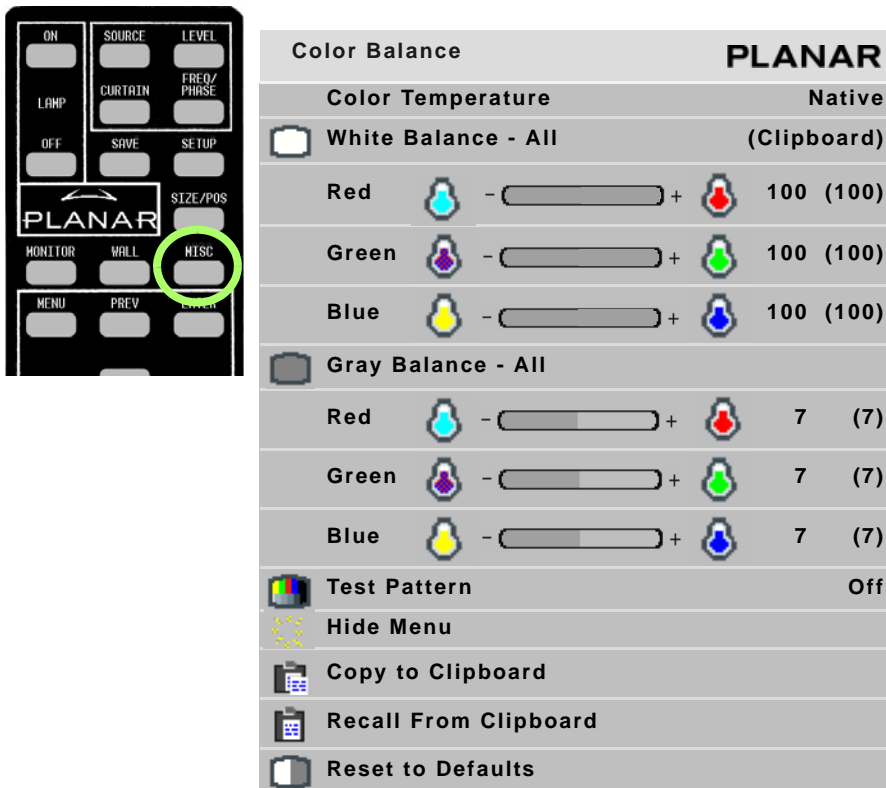 ON SOURCE LEVEL
LAMP CURTAIN FREQ/
PHASE
OFF SAVE SETUP
PLANAR SIZE/POS
MONITOR WALL MISC
MENU PREV ENTER
Color Balance PLANAR
Color Temperature Native
White Balance - All (Clipboard)
Red - + 100 (100)
Green - + 100 (100)
Blue - + 100 (100)
Gray Balance - All
Red - + 7 (7)
Green - + 7 (7)
Blue - + 7 (7)
Test Pattern Off
Hide Menu
Copy to Clipboard
Recall From Clipboard
Reset to Defaults